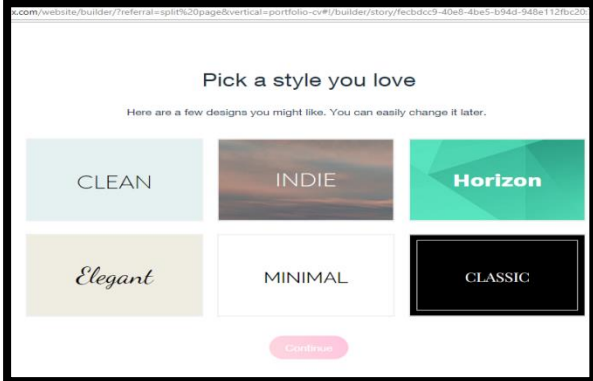 x.com/website/builder/?referral=split%20page&vertical=portfolio-cv#!/builder/story/fecbdcc9-40e8-4be5-b94d-948e112fbc20:
Pick a style you love
Here are a few designs you might like. You can easily change it later.
CLEAN
INDIE
Horizon
Elegant
MINIMAL
CLASSIC
Continue